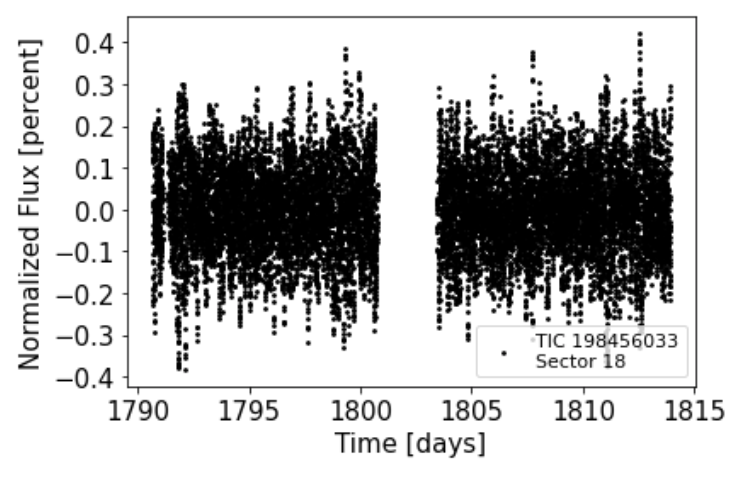 Normalized Flux [percent]
0.4
0.3
0.2
0.1
0.0
−0.1
−0.2
−0.3
−0.4
TIC 198456033
Sector 18
1790 1795 1800 1805 1810 1815
Time [days]